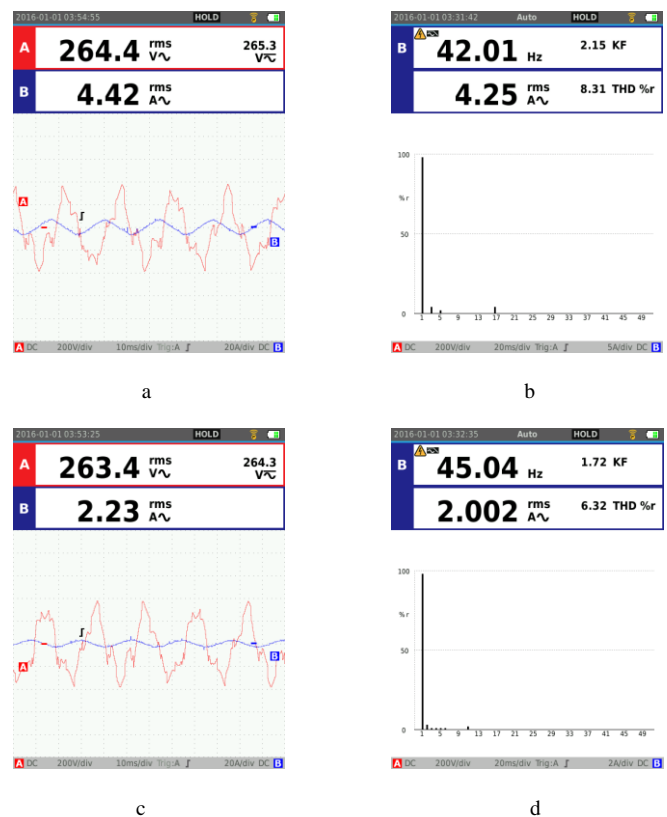 2016-01-01 03:54:55 HOLD
A 264.4 rms V∿ 265.3 V
B 4.42 rms A∿
A
B
A DC 200V/div 10ms/div Trig:A ∫ 20A/div DC B
a
2016-01-01 03:31:42 Auto HOLD
B 42.01 Hz 2.15 KF
4.25 rms A∿ 8.31 THD %r
100
%r
50
0
1 5 9 13 17 21 25 29 33 37 41 45 49
A DC 200V/div 20ms/div Trig:A ∫ 5A/div DC B
b
2016-01-01 03:53:25 HOLD
A 263.4 rms V∿ 264.3 V
B 2.23 rms A∿
B
A
A DC 200V/div 10ms/div Trig:A ∫ 20A/div DC B
c
2016-01-01 03:32:35 Auto HOLD
B 45.04 Hz 1.72 KF
2.002 rms A∿ 6.32 THD %r
100
%r
50
0
1 5 9 13 17 21 25 29 33 37 41 45 49
A DC 200V/div 20ms/div Trig:A ∫ 2A/div DC B
d